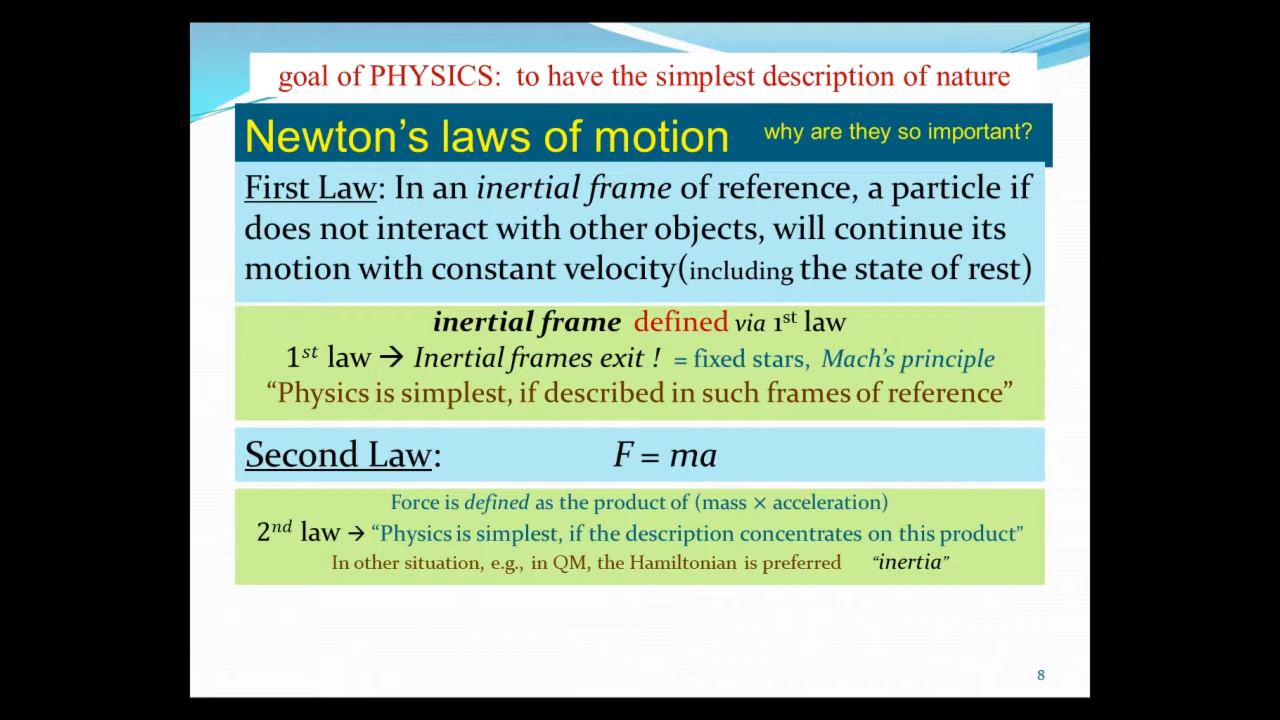 goal of PHYSICS: to have the simplest description of nature
Newton’s laws of motion why are they so important?
First Law: In an inertial frame of reference, a particle if
does not interact with other objects, will continue its
motion with constant velocity(including the state of rest)
inertial frame defined via 1st law
1st law → Inertial frames exit ! = fixed stars, Mach’s principle
“Physics is simplest, if described in such frames of reference”
Second Law: F = ma
Force is defined as the product of (mass × acceleration)
2nd law → “Physics is simplest, if the description concentrates on this product”
In other situation, e.g., in QM, the Hamiltonian is preferred “inertia”
8